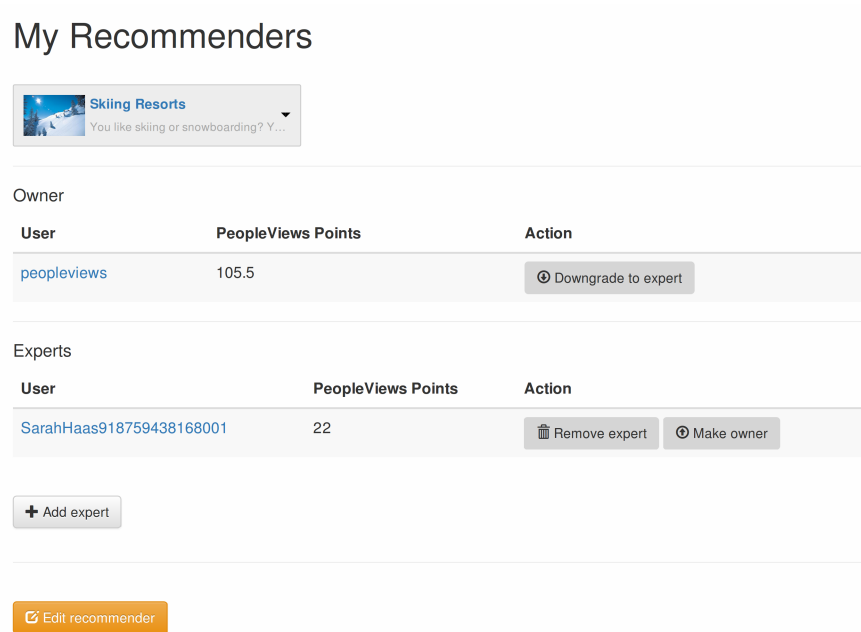 My Recommenders
Skiing Resorts
You like skiing or snowboarding? Y...
Owner
User PeopleViews Points Action
peopleviews 105.5 Downgrade to expert
Experts
User PeopleViews Points Action
SarahHaas918759438168001 22 Remove expert Make owner
Add expert
Edit recommender